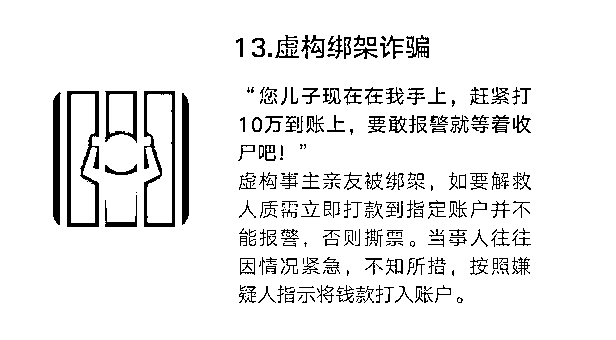 13.虚构绑架诈骗
“您儿子现在在我手上，赶紧打
10万到账上，要敢报警就等着收
尸吧！”
虚构事主亲友被绑架，如要解救
人质需立即打款到指定账户并不
能报警，否则撕票。当事人往往
因情况紧急，不知所措，按照嫌
疑人指示将钱款打入账户。